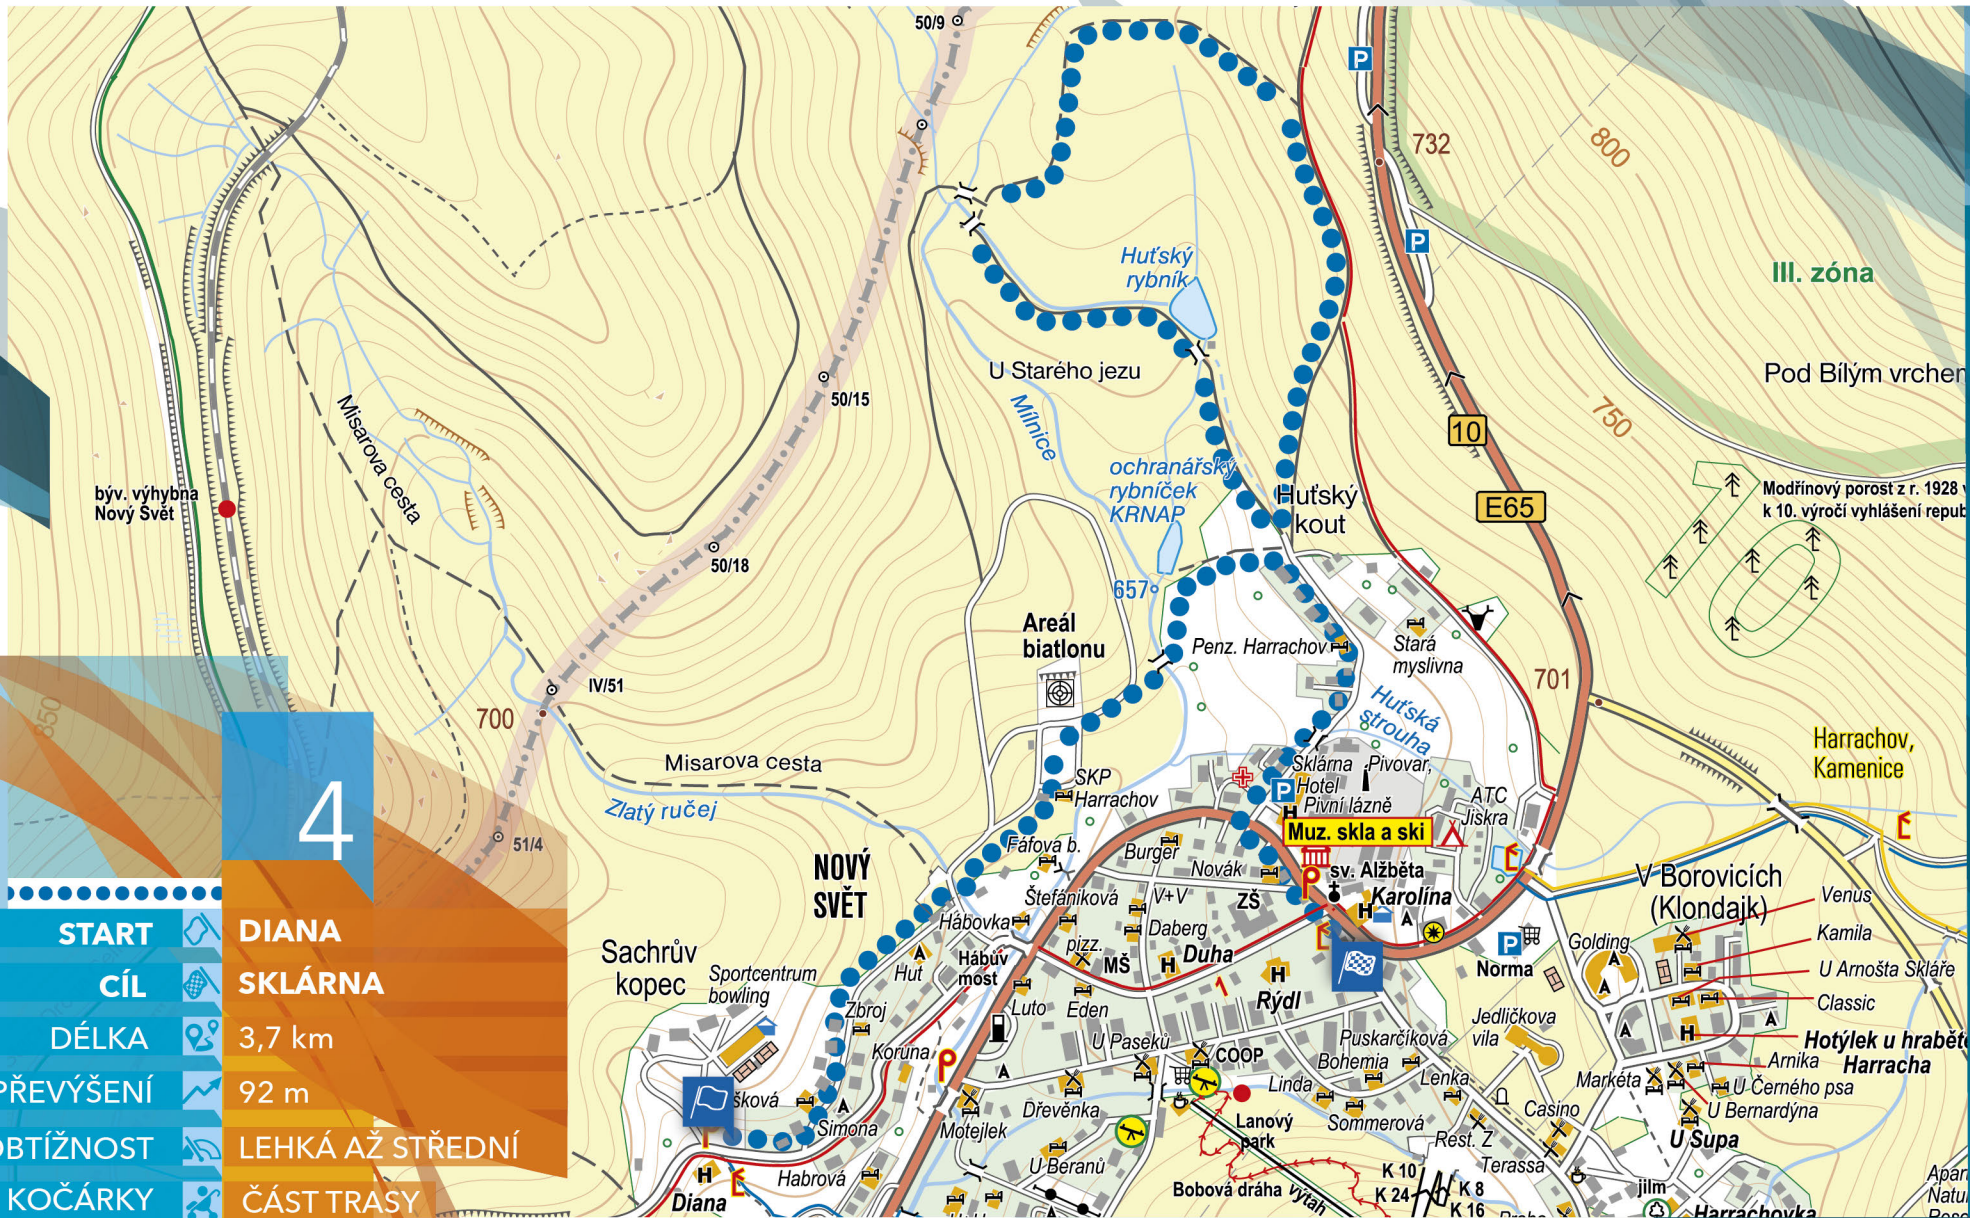 50/9
P
732
800
P
III. zóna
Huťský
rybník
U Starého jezu
Pod Bílým vrchem
50/15
Mílnice
Misarova cesta
750
10
E65
býv. výhybna
Nový Svět
ochranářský
rybníček
KRNAP
Huťský
kout
Modřínový porost z r. 1928
k 10. výročí vyhlášení repub
50/18
657
Areál
biatlonu
Penz. Harrachov
Stará
myslivna
IV/51
700
701
850
Huťská
strouha
Harrachov,
Kamenice
Misarova cesta
Zlatý ručej
SKP
Harrachov
Sklárna
Pivovar,
Hotel
Pivní lázně
P
H
ATC
Jiskra
4
51/4
Muz. skla a ski
Fáfova b.
Burger
Novák
sv. Alžběta
Karolína
H
NOVÝ
SVĚT
Štefániková
V+V
ZŠ
V Borovicích
(Klondajk)
Venus
Hábovka
Daberg
Kamila
START
DIANA
Sachrův
kopec
Hut
Hábův
most
pizz.
MŠ
H
Duha
P
Norma
Golding
U Arnošta Skláře
CÍL
SKLÁRNA
Sportcentrum
bowling
Zbroj
Luto
Eden
1
H
Rýdl
Classic
DÉLKA
3,7 km
Koruna
U Paseků
COOP
Puskarčíková
Bohemia
Jedličkova
vila
H
Hotýlek u hraběte
Harracha
Arnika
PŘEVÝŠENÍ
92 m
šková
Dřevěnka
Linda
Lenka
Markéta
U Černého psa
U Bernardýna
Simona
Motejlek
Lanový
park
Sommerová
Casino
OBTÍŽNOST
LEHKÁ AŽ STŘEDNÍ
U Beranů
Rest. Z
Terassa
U Supa
H
Diana
Habrová
Bobová dráha
výtah
K 10
K 24
K 8
K 16
jilm
Apar
Natu
KOČÁRKY
ČÁST TRASY
Harrachovka